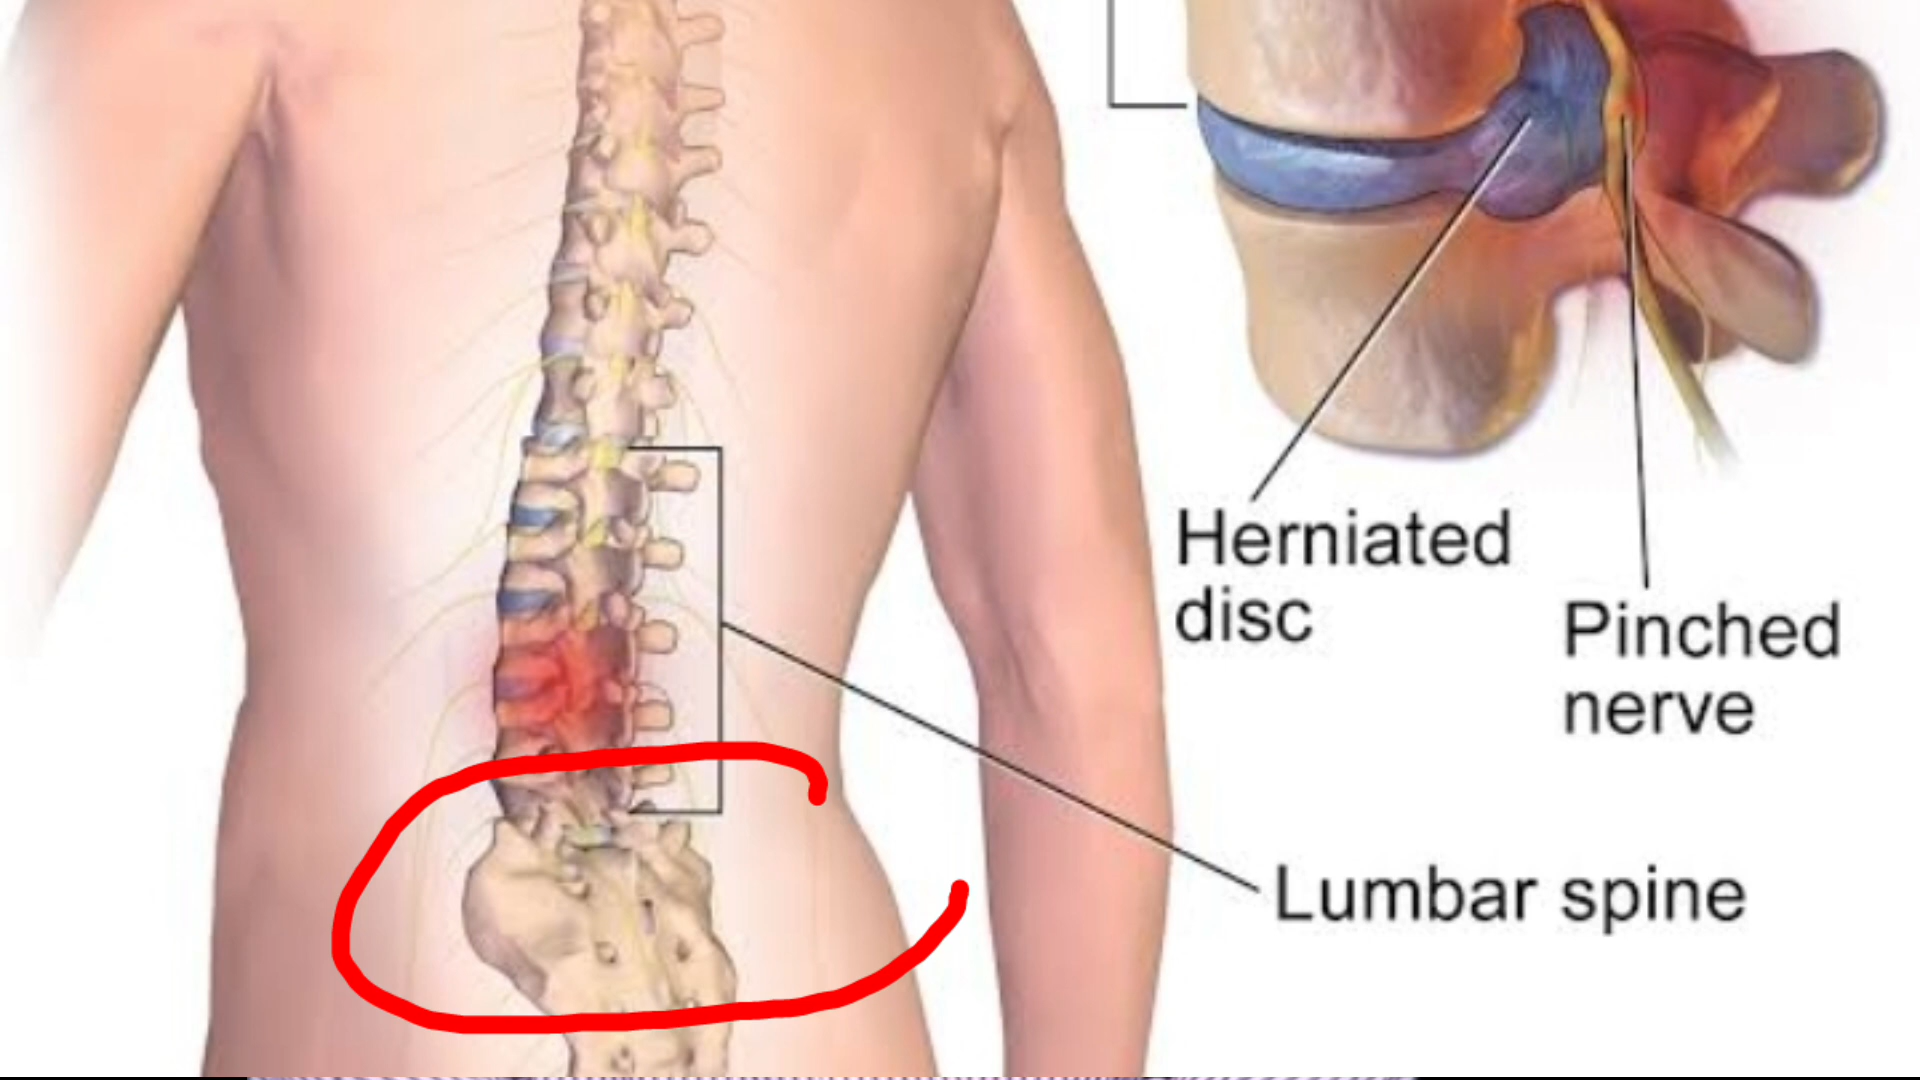 Herniated
disc
Pinched
nerve
Lumbar spine